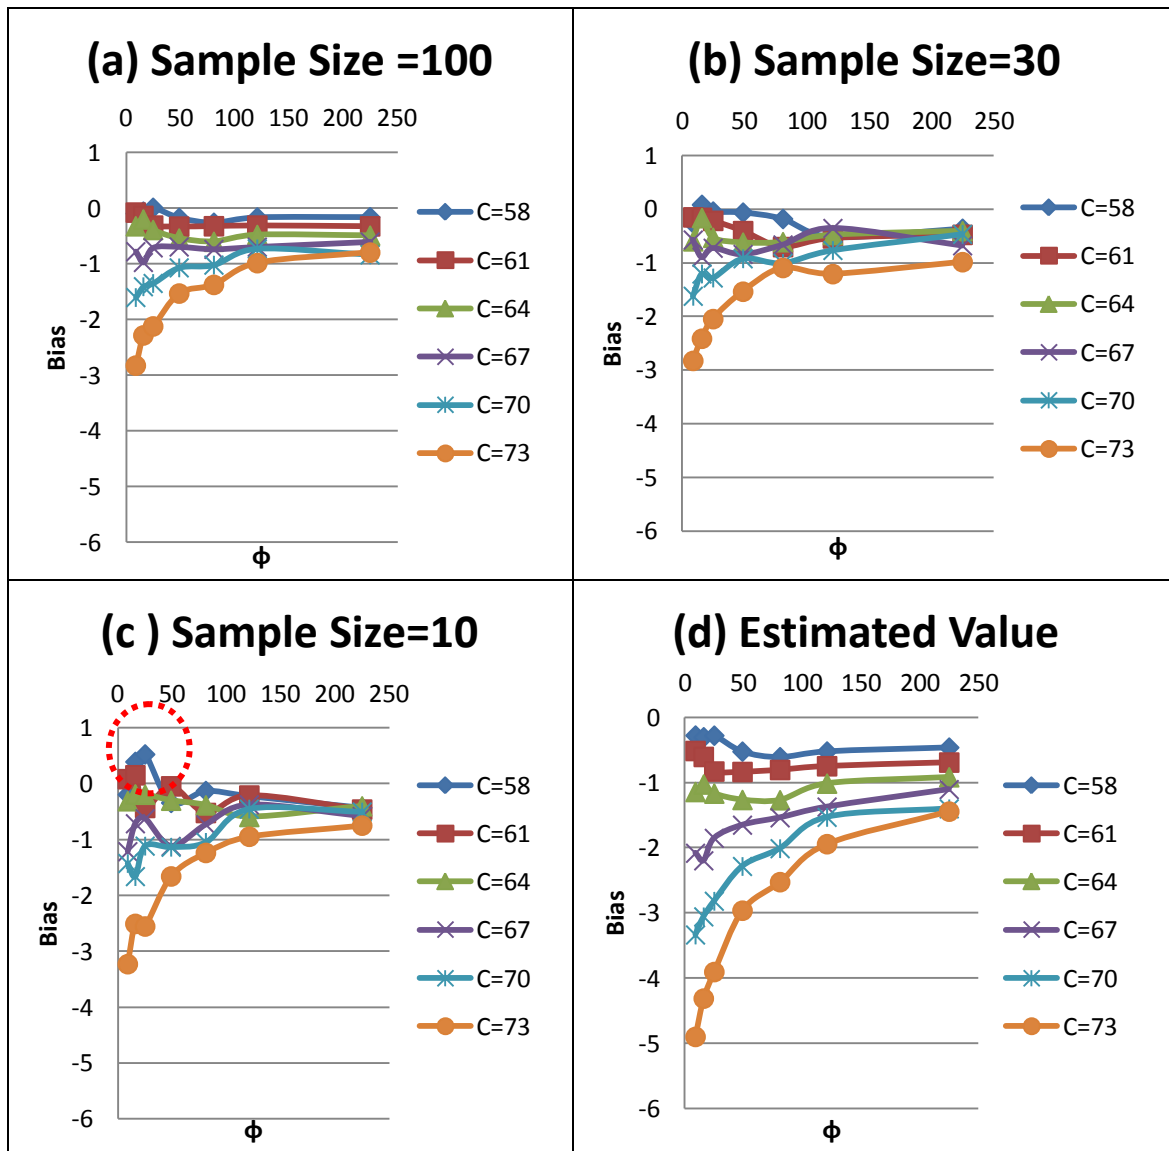 (a) Sample Size =100
0 50 100 150 200 250
1
0
-1
-2
-3
-4
-5
-6
Bias
ф
C=58
C=61
C=64
C=67
C=70
C=73
(b) Sample Size=30
0 50 100 150 200 250
1
0
-1
-2
-3
-4
-5
-6
Bias
ф
C=58
C=61
C=64
C=67
C=70
C=73
(c ) Sample Size=10
0 50 100 150 200 250
1
0
-1
-2
-3
-4
-5
-6
Bias
ф
C=58
C=61
C=64
C=67
C=70
C=73
(d) Estimated Value
0 50 100 150 200 250
0
-1
-2
-3
-4
-5
-6
Bias
ф
C=58
C=61
C=64
C=67
C=70
C=73